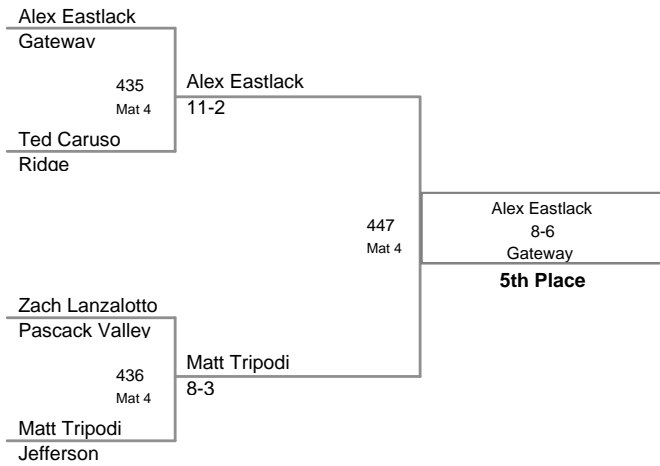 Alex Eastlack
Gateway
435
Mat 4
Alex Eastlack
11-2
Ted Caruso
Ridge
447
Mat 4
Alex Eastlack
8-6
Gateway
5th Place
Zach Lanzalotto
Pascack Valley
436
Mat 4
Matt Tripodi
8-3
Matt Tripodi
Jefferson